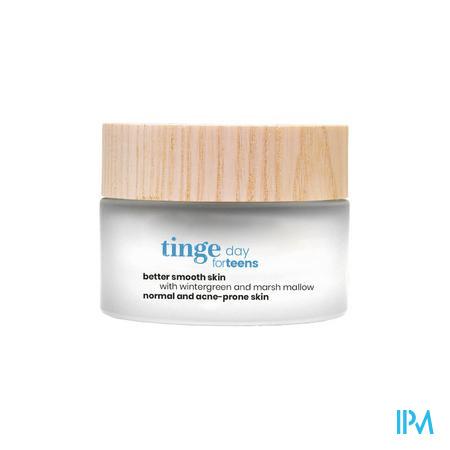 tinge day
forteens
better smooth skin
with wintergreen and marsh mallow
normal and acne-prone skin
IPM